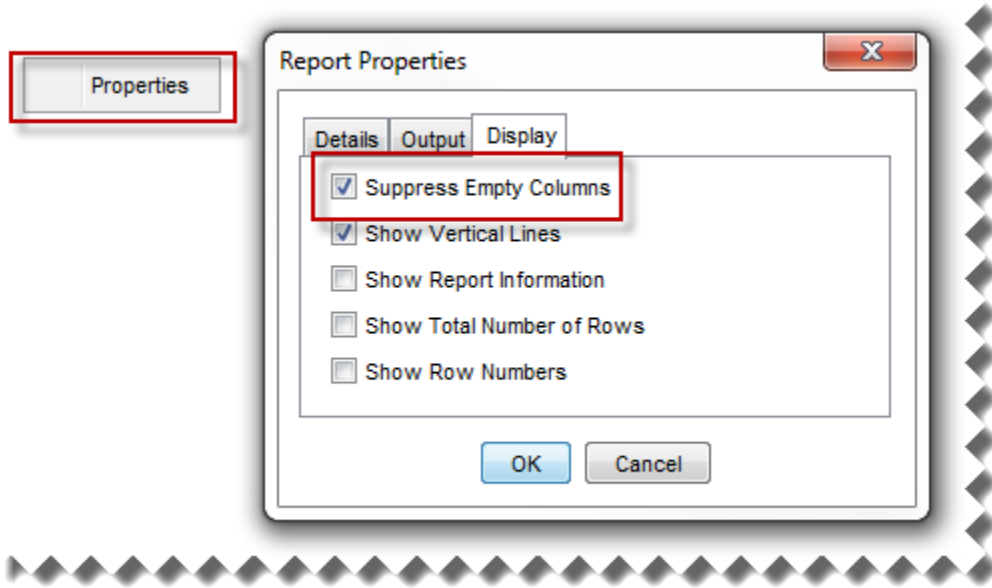 Properties
Report Properties
Details Output Display
Suppress Empty Columns
Show Vertical Lines
Show Report Information
Show Total Number of Rows
Show Row Numbers
OK Cancel